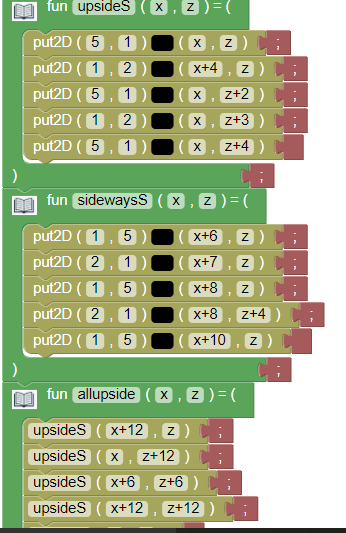 fun upsideS ( x , z ) = (
put2D ( 5 , 1 ) ( x , z ) ;
put2D ( 1 , 2 ) ( x+4 , z ) ;
put2D ( 5 , 1 ) ( x , z+2 ) ;
put2D ( 1 , 2 ) ( x , z+3 ) ;
put2D ( 5 , 1 ) ( x , z+4 )
) ;
fun sidewaysS ( x , z ) = (
put2D ( 1 , 5 ) ( x+6 , z ) ;
put2D ( 2 , 1 ) ( x+7 , z ) ;
put2D ( 1 , 5 ) ( x+8 , z ) ;
put2D ( 2 , 1 ) ( x+8 , z+4 ) ;
put2D ( 1 , 5 ) ( x+10 , z )
) ;
fun allupside ( x , z ) = (
upsideS ( x+12 , z ) ;
upsideS ( x , z+12 ) ;
upsideS ( x+6 , z+6 ) ;
upsideS ( x+12 , z+12 ) ;